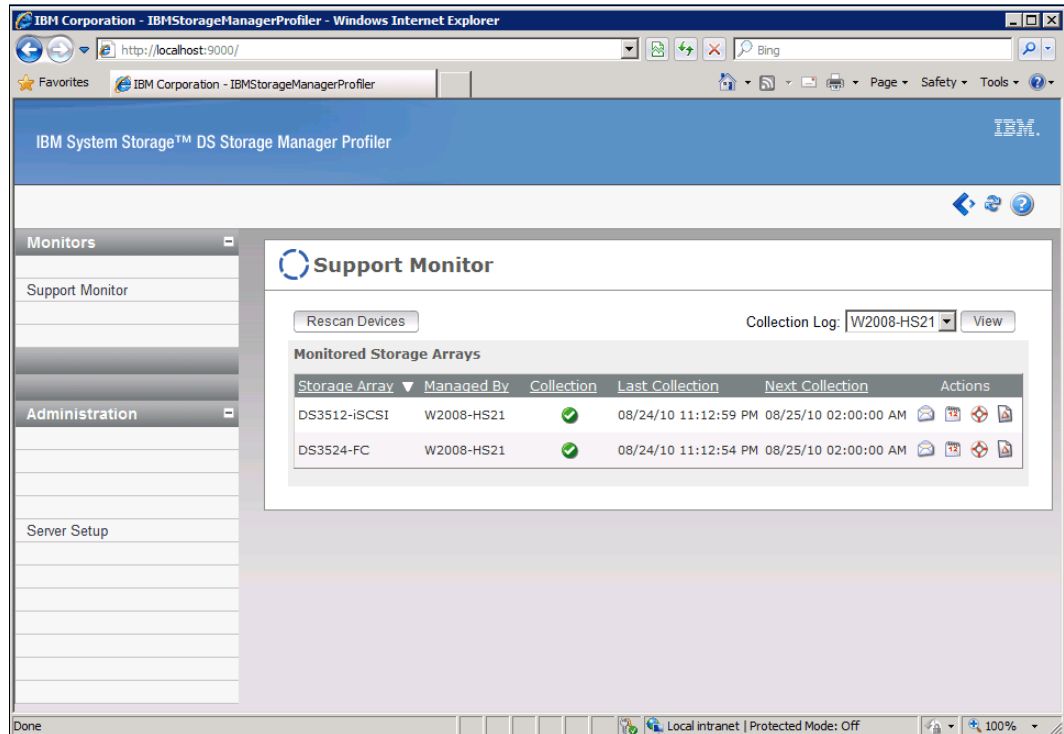 IBM Corporation - IBMStorageManagerProfiler - Windows Internet Explorer
http://localhost:9000/
Bing
Favorites
IBM Corporation - IBMStorageManagerProfiler
Page
Safety
Tools
IBM System Storage™ DS Storage Manager Profiler
IBM.
Monitors
Support Monitor
Administration
Server Setup
Support Monitor
Rescan Devices
Collection Log: W2008-HS21 View
Monitored Storage Arrays
Storage Array Managed By Collection Last Collection Next Collection Actions
DS3512-iSCSI W2008-HS21 08/24/10 11:12:59 PM 08/25/10 02:00:00 AM 12
DS3524-FC W2008-HS21 08/24/10 11:12:54 PM 08/25/10 02:00:00 AM 12
Done
Local intranet | Protected Mode: Off
100%